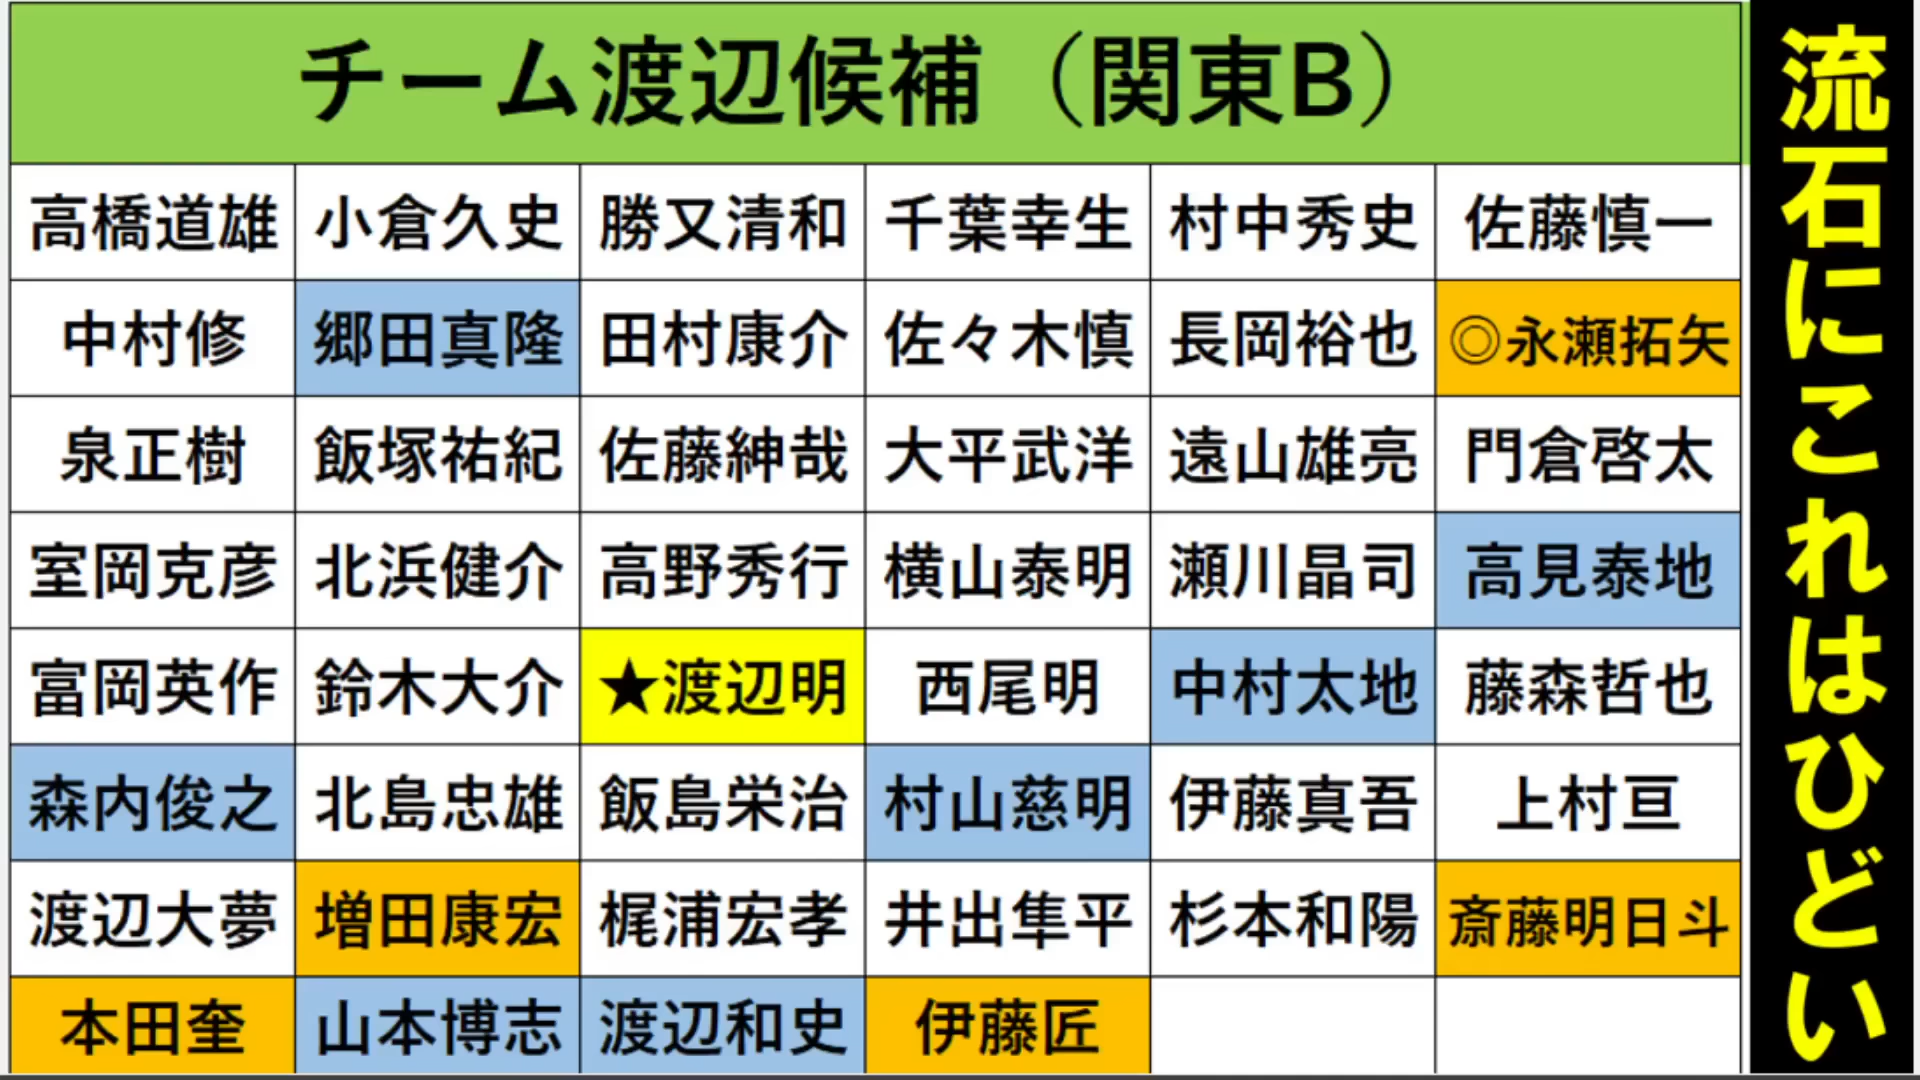 チーム渡辺候補（関東B）
高橋道雄 小倉久史 勝又清和 千葉幸生 村中秀史 佐藤慎一
中村修 郷田真隆 田村康介 佐々木慎 長岡裕也 ◎永瀬拓矢
泉正樹 飯塚祐紀 佐藤紳哉 大平武洋 遠山雄亮 門倉啓太
室岡克彦 北浜健介 高野秀行 横山泰明 瀬川晶司 高見泰地
富岡英作 鈴木大介 ★渡辺明 西尾明 中村太地 藤森哲也
森内俊之 北島忠雄 飯島栄治 村山慈明 伊藤真吾 上村亘
渡辺大夢 増田康宏 梶浦宏孝 井出隼平 杉本和陽 斎藤明日斗
本田奎 山本博志 渡辺和史 伊藤匠
流石にこれはひどい